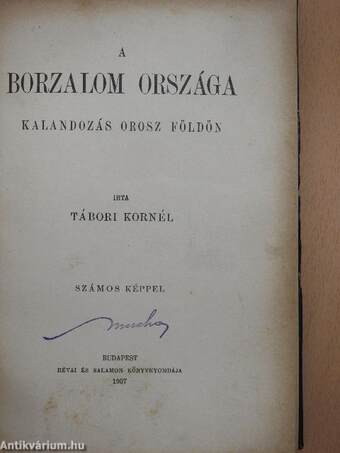 A
BORZALOM ORSZÁGA
KALANDOZÁS OROSZ FÖLDÖN
IRTA
TÁBORI KORNÉL
SZÁMOS KÉPPEL
BUDAPEST
RÉVAI ÉS SALAMON KÖNYVNYOMDÁJA
1907
Antikvárium.hu